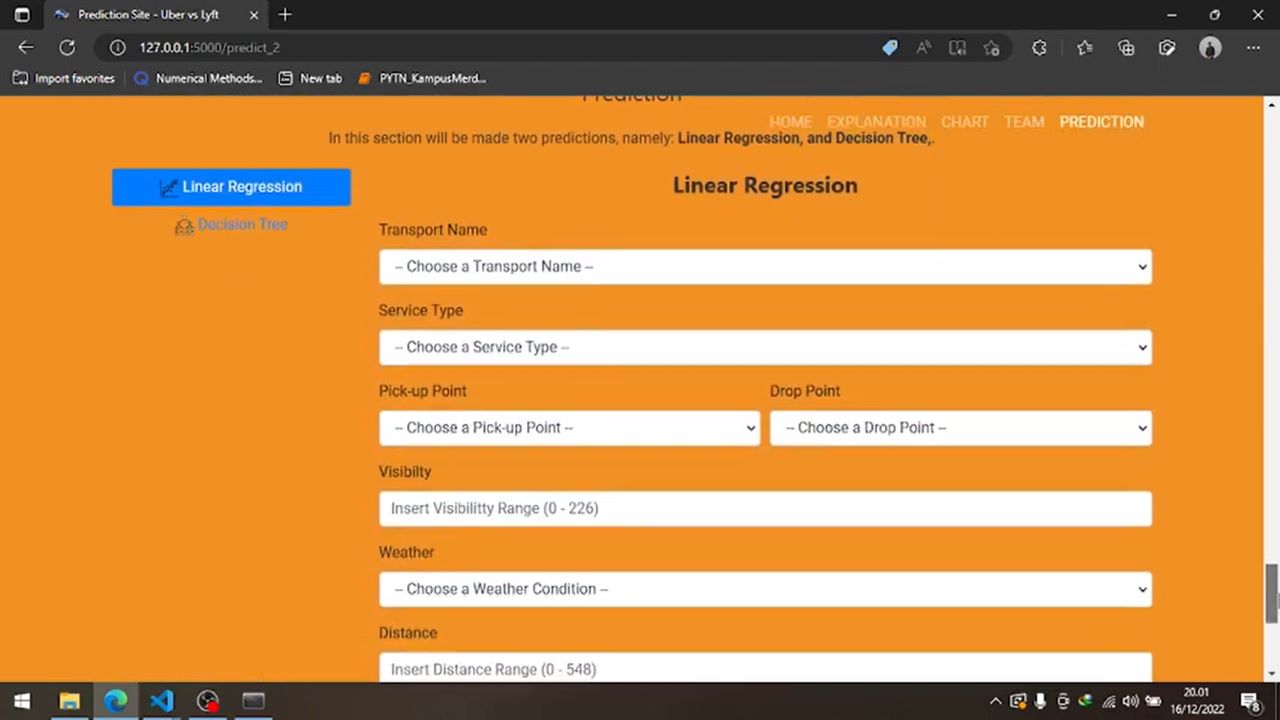 Prediction Site - Uber vs Lyft
127.0.0.1:5000/predict_2
Import favorites
Numerical Methods...
New tab
PYTN_KampusMerd...
Prediction
HOME EXPLANATION CHART TEAM PREDICTION
In this section will be made two predictions, namely: Linear Regression, and Decision Tree,.
Linear Regression
Decision Tree
Linear Regression
Transport Name
-- Choose a Transport Name --
Service Type
-- Choose a Service Type --
Pick-up Point Drop Point
-- Choose a Pick-up Point -- -- Choose a Drop Point --
Visibilty
Insert Visibilitty Range (0 - 226)
Weather
-- Choose a Weather Condition --
Distance
Insert Distance Range (0 - 548)
20.01
16/12/2022
8